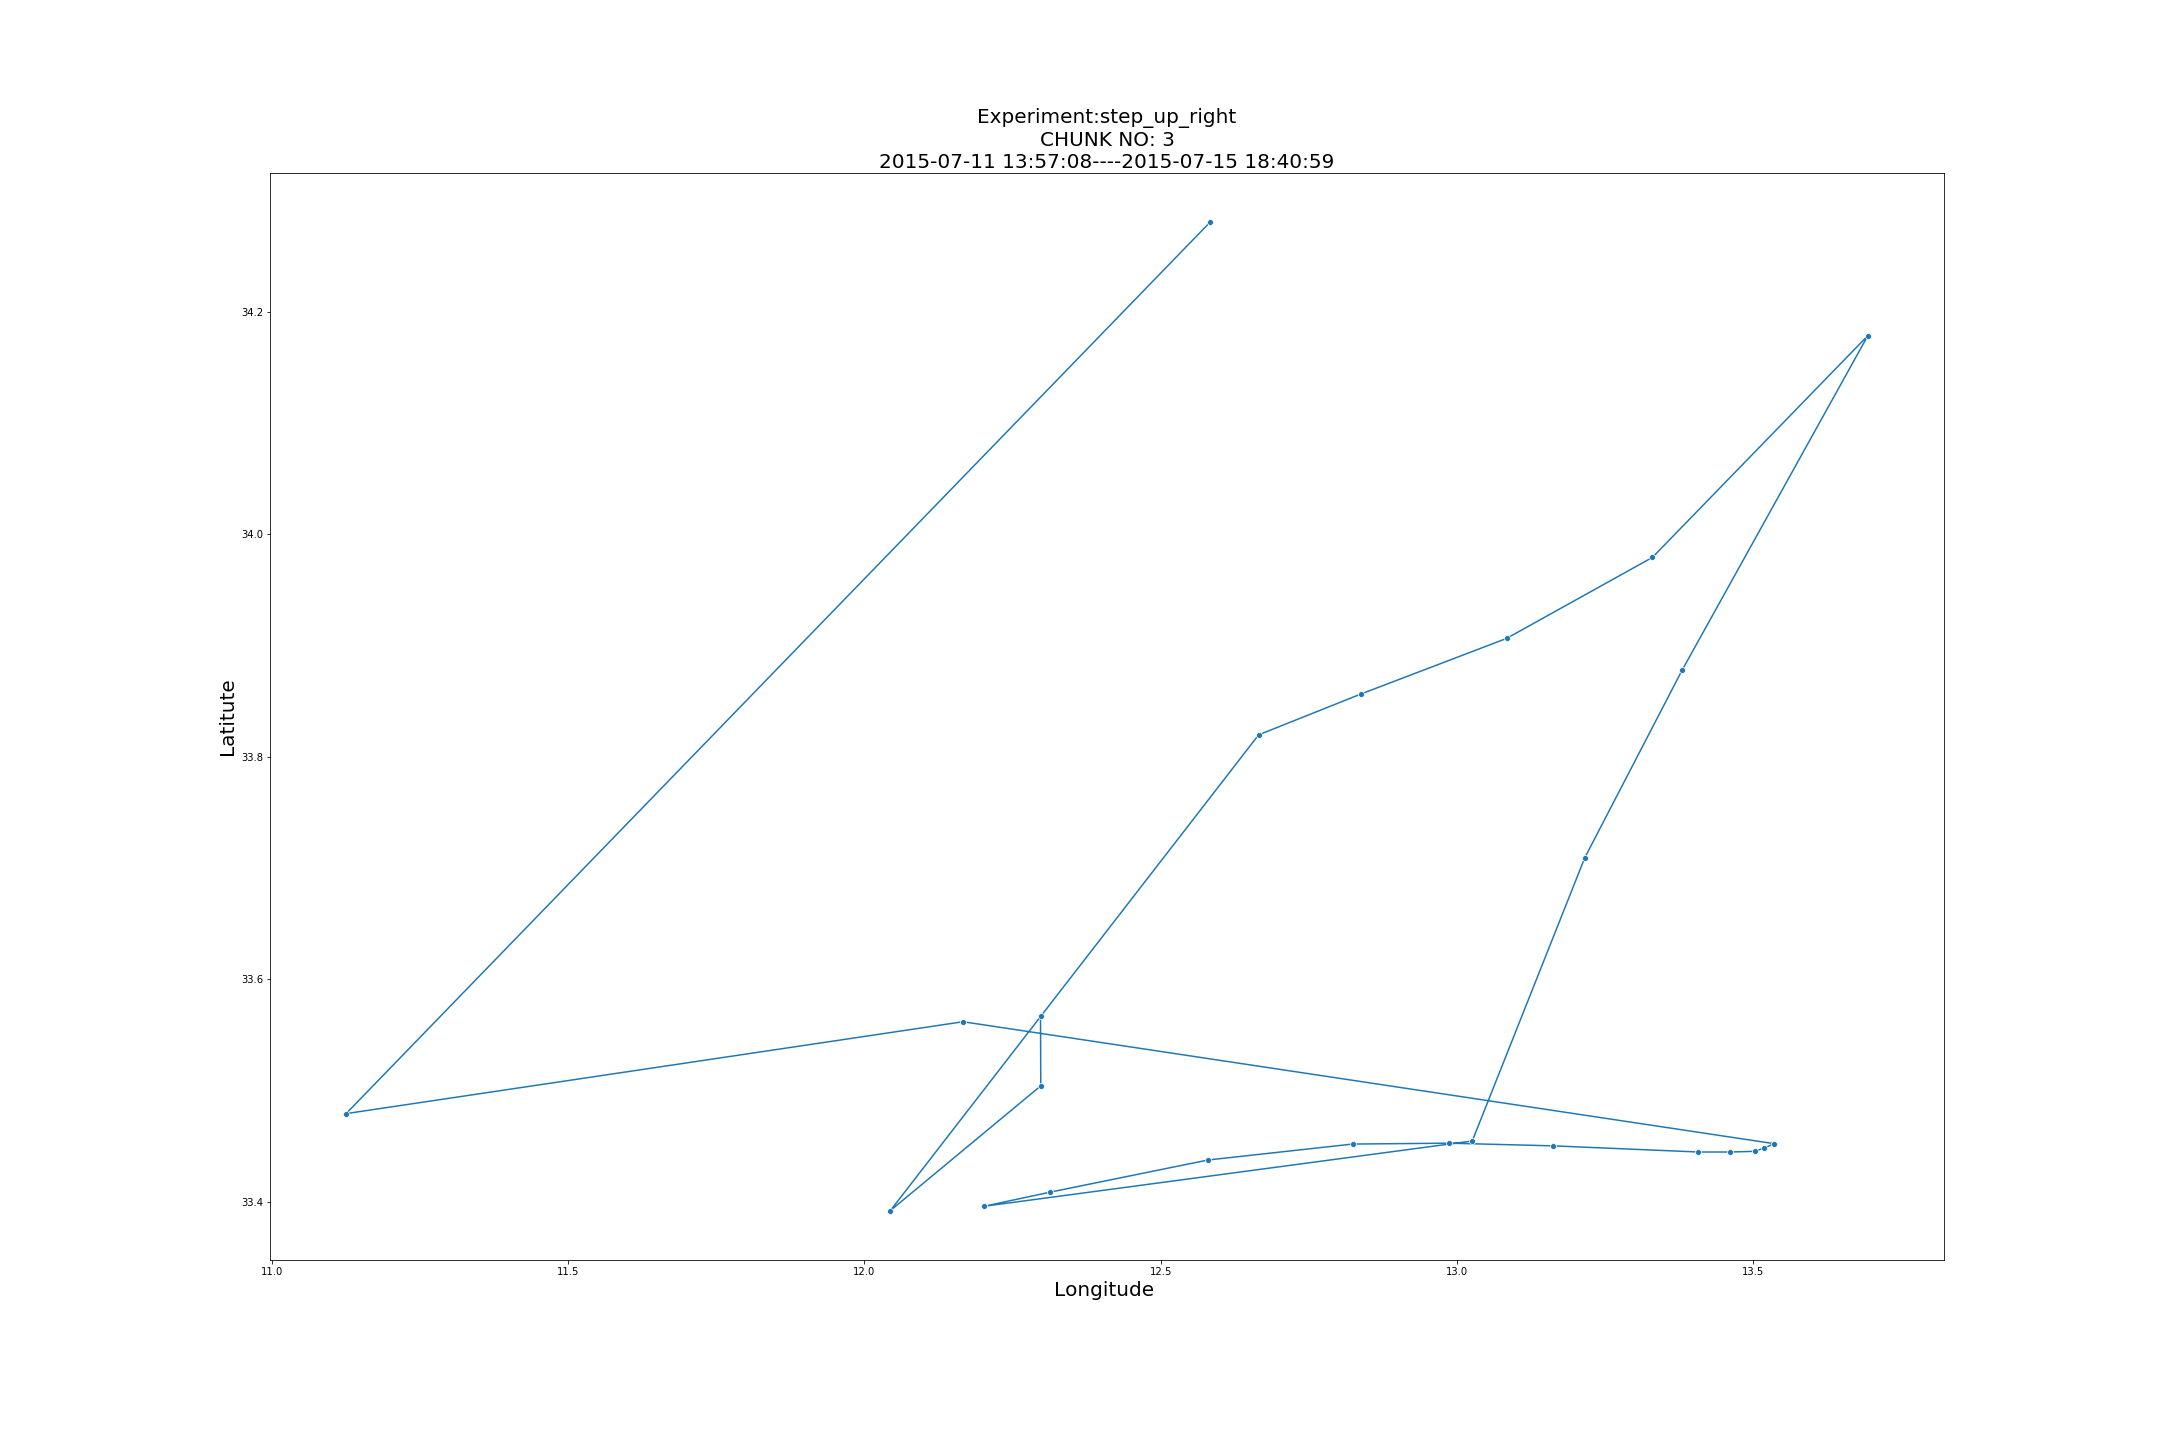 Experiment:step_up_right
CHUNK NO: 3
2015-07-11 13:57:08----2015-07-15 18:40:59
34.2
34.0
33.8
33.6
33.4
Latitute
11.0 11.5 12.0 12.5 13.0 13.5
Longitude